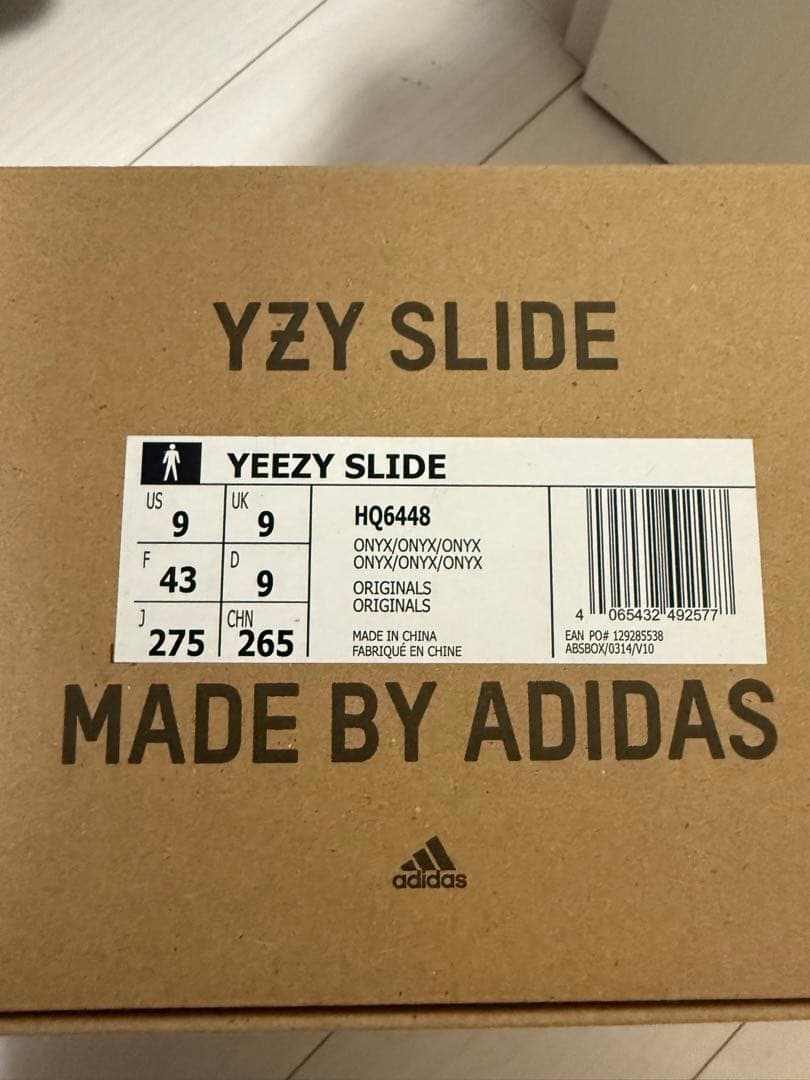 YZY SLIDE
YEEZY SLIDE
US 9 UK 9
F 43 D 9
J 275 CHN 265
HQ6448
ONYX/ONYX/ONYX
ONYX/ONYX/ONYX
ORIGINALS
ORIGINALS
MADE IN CHINA
FABRIQUÉ EN CHINE
4 065432 492577
EAN PO# 129285538
ABSBOX/0314/V10
MADE BY ADIDAS
adidas